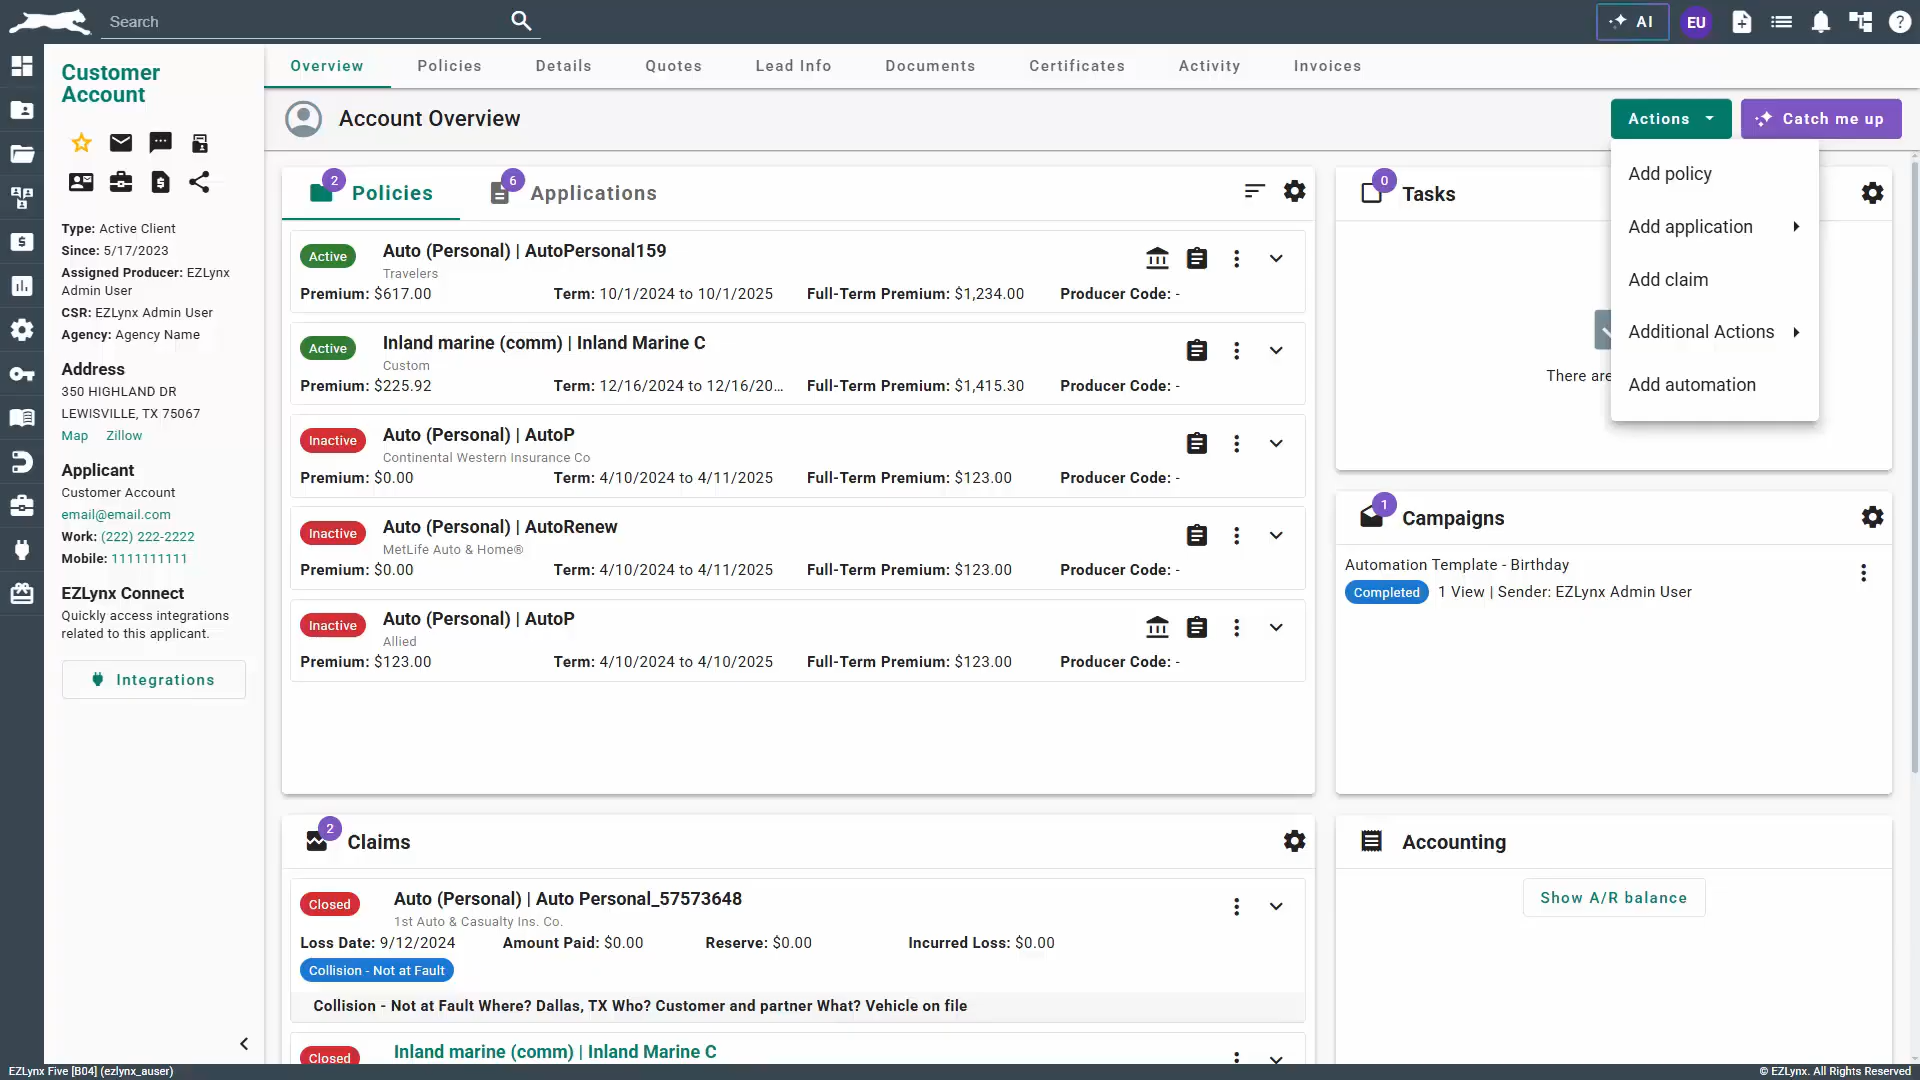 Search
AI
EU
Customer
Account
Type: Active Client
Since: 5/17/2023
Assigned Producer: EZLynx
Admin User
CSR: EZLynx Admin User
Agency: Agency Name
Address
350 HIGHLAND DR
LEWISVILLE, TX 75067
Map Zillow
Applicant
Customer Account
email@email.com
Work: (222) 222-2222
Mobile: 1111111111
EZLynx Connect
Quickly access integrations
related to this applicant.
Integrations
Overview Policies Details Quotes Lead Info Documents Certificates Activity Invoices
Account Overview
Actions
Catch me up
Add policy
Add application
Add claim
Additional Actions
Add automation
2 Policies
6 Applications
Active
Auto (Personal) | AutoPersonal159
Travelers
Premium: $617.00 Term: 10/1/2024 to 10/1/2025 Full-Term Premium: $1,234.00 Producer Code: -
Active
Inland marine (comm) | Inland Marine C
Custom
Premium: $225.92 Term: 12/16/2024 to 12/16/20... Full-Term Premium: $1,415.30 Producer Code: -
Inactive
Auto (Personal) | AutoP
Continental Western Insurance Co
Premium: $0.00 Term: 4/10/2024 to 4/11/2025 Full-Term Premium: $123.00 Producer Code: -
Inactive
Auto (Personal) | AutoRenew
MetLife Auto & Home®
Premium: $0.00 Term: 4/10/2024 to 4/11/2025 Full-Term Premium: $123.00 Producer Code: -
Inactive
Auto (Personal) | AutoP
Allied
Premium: $123.00 Term: 4/10/2024 to 4/10/2025 Full-Term Premium: $123.00 Producer Code: -
0 Tasks
There are
1 Campaigns
Automation Template - Birthday
Completed 1 View | Sender: EZLynx Admin User
2 Claims
Closed
Auto (Personal) | Auto Personal_57573648
1st Auto & Casualty Ins. Co.
Loss Date: 9/12/2024 Amount Paid: $0.00 Reserve: $0.00 Incurred Loss: $0.00
Collision - Not at Fault
Collision - Not at Fault Where? Dallas, TX Who? Customer and partner What? Vehicle on file
Closed
Inland marine (comm) | Inland Marine C
Accounting
Show A/R balance
EZLynx Five [B04] (ezlynx_auser)
© EZLynx. All Rights Reserved